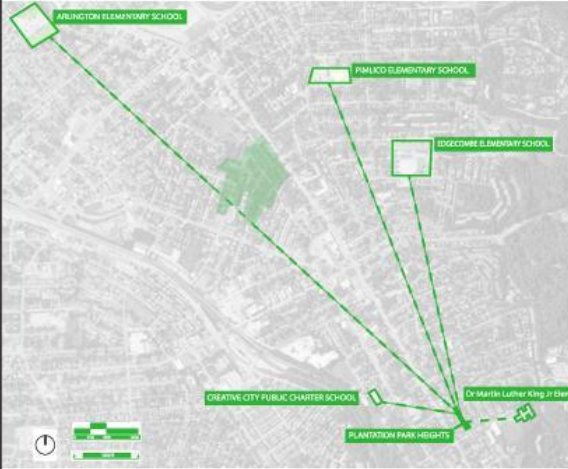 ARLINGTON ELEMENTARY SCHOOL
PIMLICO ELEMENTARY SCHOOL
EDGECOMBE ELEMENTARY SCHOOL
CREATIVE CITY PUBLIC CHARTER SCHOOL
Dr Martin Luther King Jr Elem
PLANTATION PARK HEIGHTS